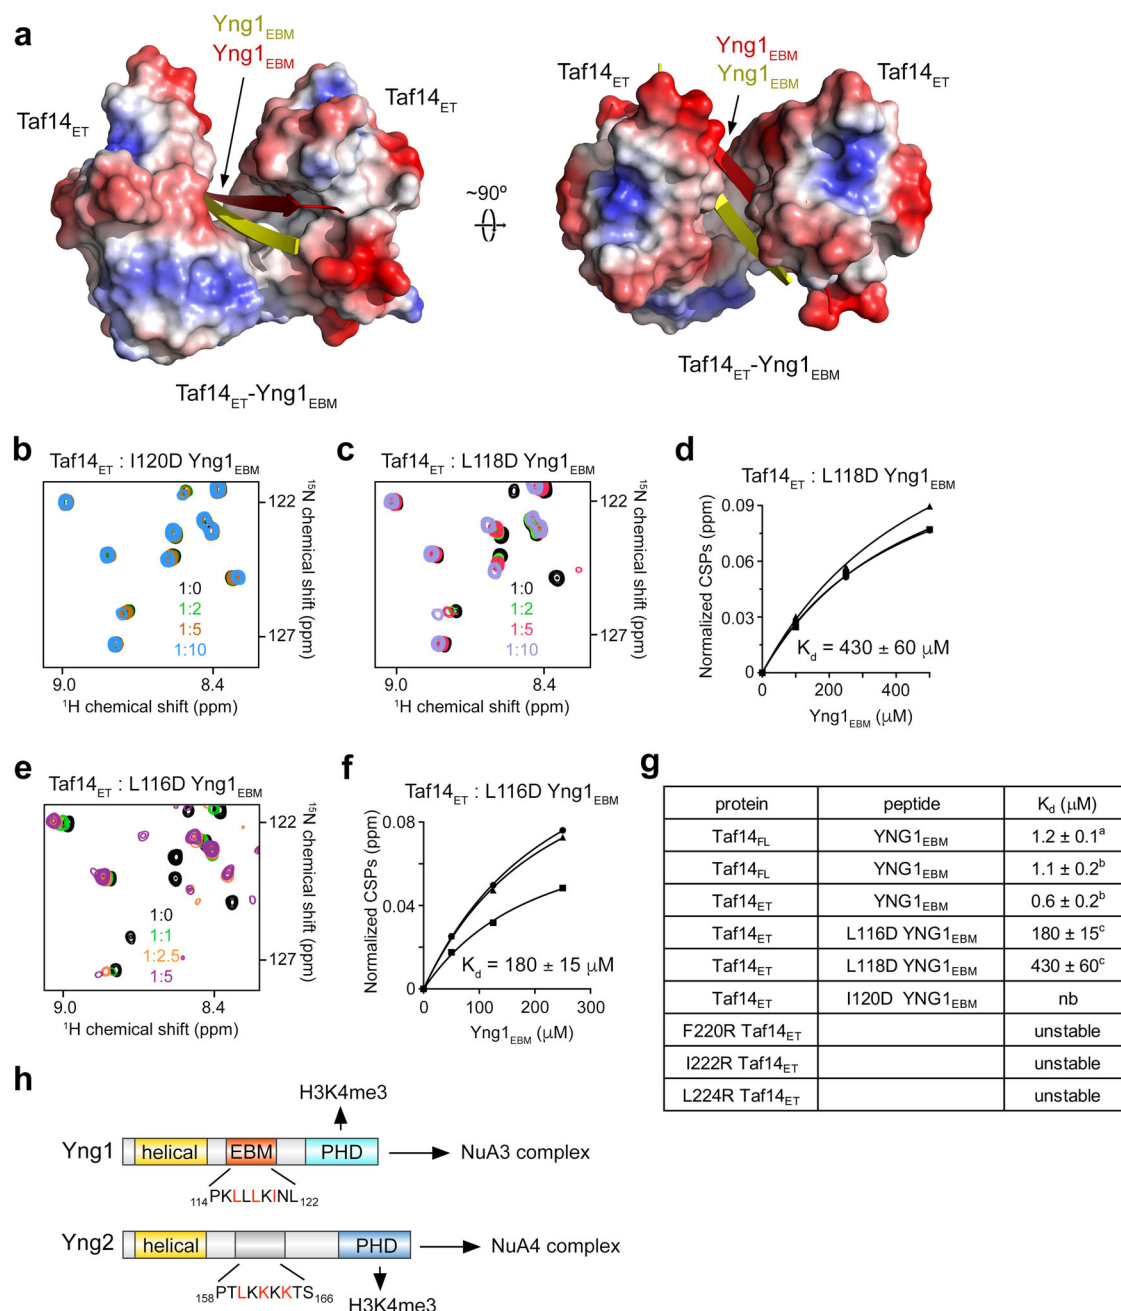 a
Yng1EBM
Yng1EBM
Taf14ET
Taf14ET
Taf14ET-Yng1EBM
~90º
Yng1EBM
Yng1EBM
Taf14ET
Taf14ET
Taf14ET-Yng1EBM
b
Taf14ET : I120D Yng1EBM
1:0
1:2
1:5
1:10
122
127
15N chemical shift (ppm)
9.0
8.4
1H chemical shift (ppm)
c
Taf14ET : L118D Yng1EBM
1:0
1:2
1:5
1:10
122
127
15N chemical shift (ppm)
9.0
8.4
1H chemical shift (ppm)
d
Taf14ET : L118D Yng1EBM
Normalized CSPs (ppm)
0.09
0.06
0.03
0
Kd = 430 ± 60 μM
0 200 400
Yng1EBM (μM)
e
Taf14ET : L116D Yng1EBM
1:0
1:1
1:2.5
1:5
122
127
15N chemical shift (ppm)
9.0
8.4
1H chemical shift (ppm)
f
Taf14ET : L116D Yng1EBM
Normalized CSPs (ppm)
0.08
0.04
0
Kd = 180 ± 15 μM
0 100 200 300
Yng1EBM (μM)
g
protein peptide Kd (μM)
Taf14FL YNG1EBM 1.2 ± 0.1a
Taf14FL YNG1EBM 1.1 ± 0.2b
Taf14ET YNG1EBM 0.6 ± 0.2b
Taf14ET L116D YNG1EBM 180 ± 15c
Taf14ET L118D YNG1EBM 430 ± 60c
Taf14ET I120D YNG1EBM nb
F220R Taf14ET unstable
I222R Taf14ET unstable
L224R Taf14ET unstable
h
H3K4me3
Yng1 helical EBM PHD NuA3 complex
114PKLLLKINL122
Yng2 helical PHD NuA4 complex
158PTLKKKKTS166
H3K4me3